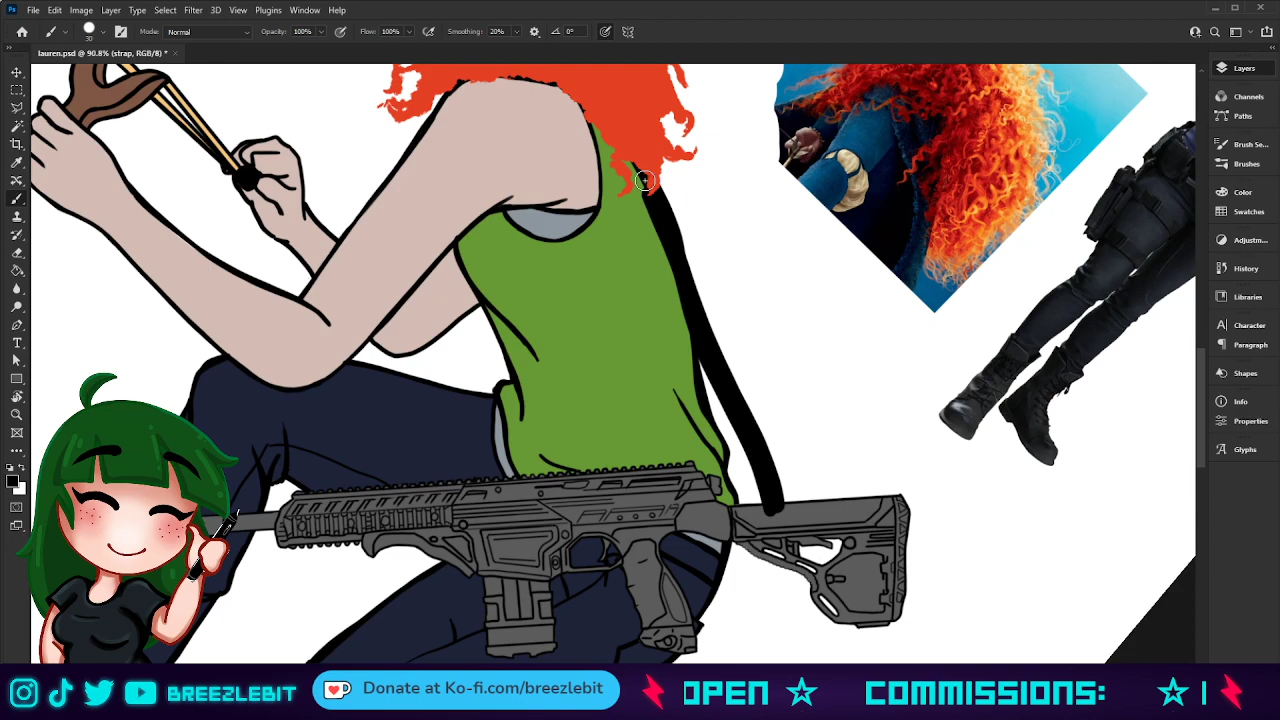 Ps File Edit Image Layer Type Select Filter 3D View Plugins Window Help
30 Mode: Normal Opacity: 100% Flow: 100% Smoothing: 20% 0°
lauren.psd @ 90.8% (strap, RGB/8) *
Layers
Channels
Paths
Brush Se...
Brushes
Color
Swatches
Adjustm...
History
Libraries
Character
Paragraph
Shapes
Info
Properties
Glyphs
BREEZLEBIT
Donate at Ko-fi.com/breezlebit
OPEN
COMMISSIONS: